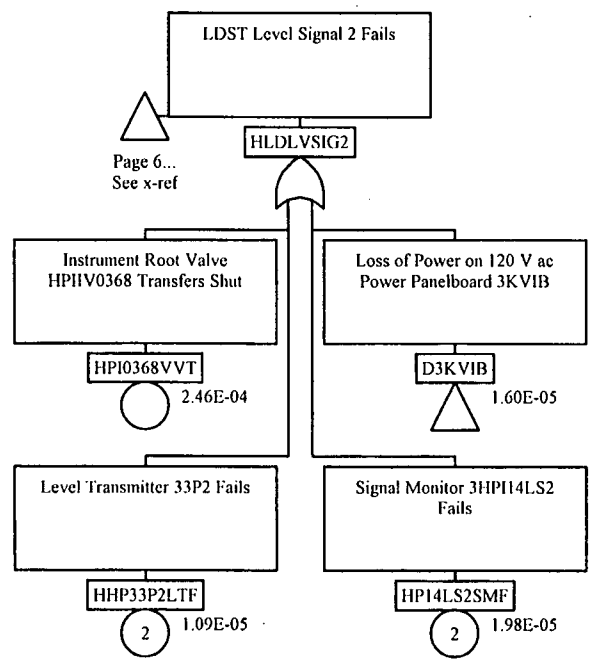 LDST Level Signal 2 Fails
HLDLVSIG2
Page 6...
See x-ref
Instrument Root Valve
HPIIV0368 Transfers Shut
HPI0368VVT
2.46E-04
Loss of Power on 120 V ac
Power Panelboard 3KVIB
D3KVIB
1.60E-05
Level Transmitter 33P2 Fails
HHP33P2LTF
2
1.09E-05
Signal Monitor 3HPI14LS2
Fails
HP14LS2SMF
2
1.98E-05